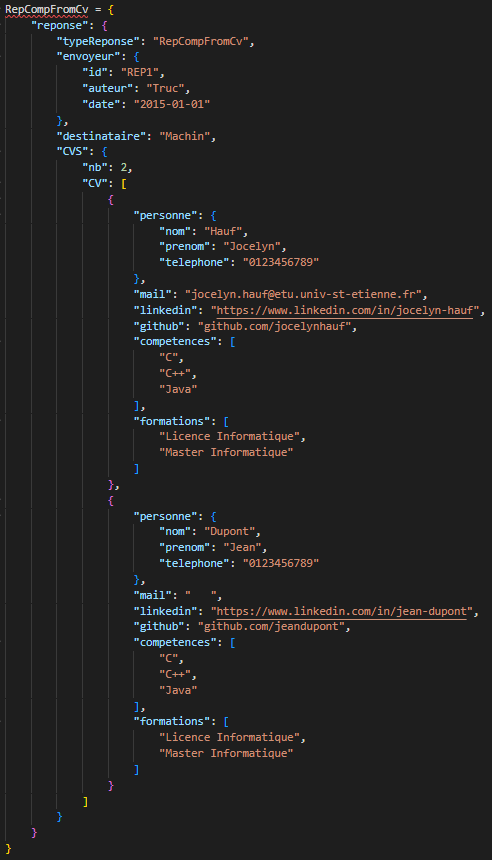 RepCompFromCv = {
"reponse": {
"typeReponse": "RepCompFromCv",
"envoyeur": {
"id": "REP1",
"auteur": "Truc",
"date": "2015-01-01"
},
"destinataire": "Machin",
"CVS": {
"nb": 2,
"CV": [
{
"personne": {
"nom": "Hauf",
"prenom": "Jocelyn",
"telephone": "0123456789"
},
"mail": "jocelyn.hauf@etu.univ-st-etienne.fr",
"linkedin": "https://www.linkedin.com/in/jocelyn-hauf",
"github": "github.com/jocelynhauf",
"competences": [
"C",
"C++",
"Java"
],
"formations": [
"Licence Informatique",
"Master Informatique"
]
},
{
"personne": {
"nom": "Dupont",
"prenom": "Jean",
"telephone": "0123456789"
},
"mail": "   ",
"linkedin": "https://www.linkedin.com/in/jean-dupont",
"github": "github.com/jeandupont",
"competences": [
"C",
"C++",
"Java"
],
"formations": [
"Licence Informatique",
"Master Informatique"
]
}
]
}
}
}